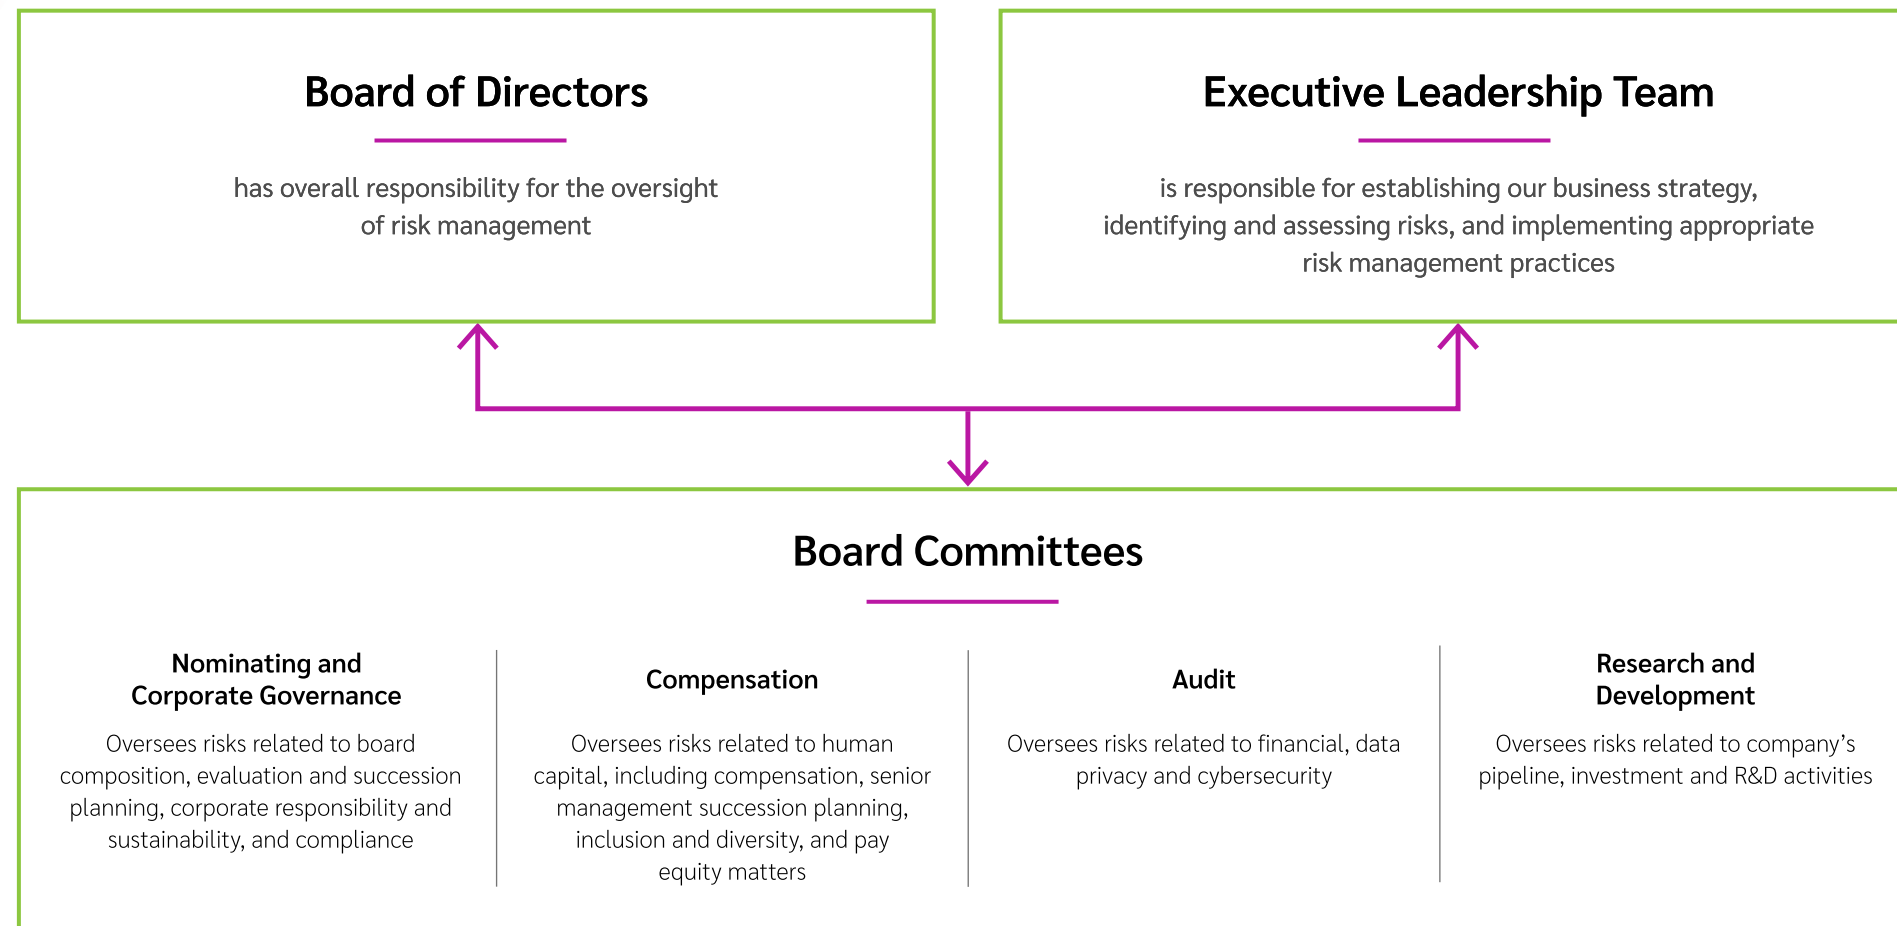 Board of Directors
has overall responsibility for the oversight
of risk management
Executive Leadership Team
is responsible for establishing our business strategy,
identifying and assessing risks, and implementing appropriate
risk management practices
Board Committees
Nominating and
Corporate Governance
Oversees risks related to board
composition, evaluation and succession
planning, corporate responsibility and
sustainability, and compliance
Compensation
Oversees risks related to human
capital, including compensation, senior
management succession planning,
inclusion and diversity, and pay
equity matters
Audit
Oversees risks related to financial, data
privacy and cybersecurity
Research and
Development
Oversees risks related to company’s
pipeline, investment and R&D activities